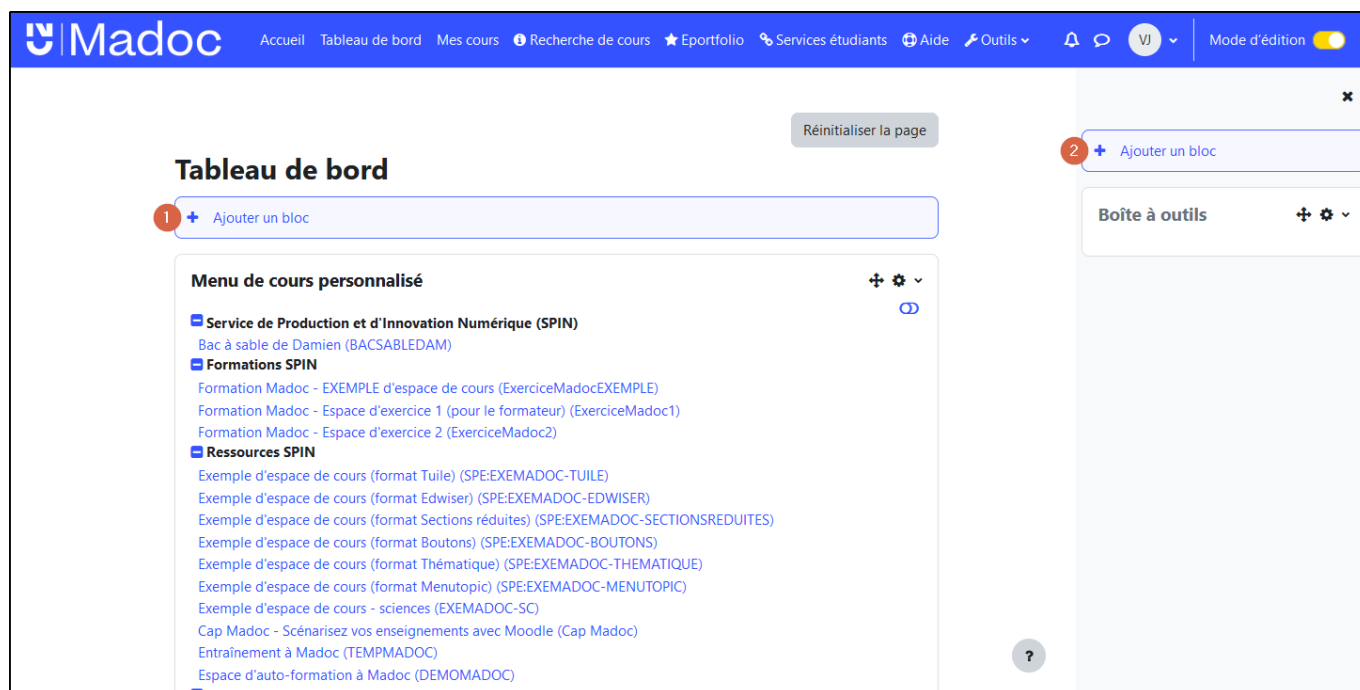 Madoc Accueil Tableau de bord Mes cours Recherche de cours Eportfolio Services étudiants Aide Outils VJ Mode d'édition
Réinitialiser la page
Tableau de bord
1 Ajouter un bloc
Menu de cours personnalisé
Service de Production et d'Innovation Numérique (SPIN)
Bac à sable de Damien (BACSABLEDAM)
Formations SPIN
Formation Madoc - EXEMPLE d'espace de cours (ExerciceMadocEXEMPLE)
Formation Madoc - Espace d'exercice 1 (pour le formateur) (ExerciceMadoc1)
Formation Madoc - Espace d'exercice 2 (ExerciceMadoc2)
Ressources SPIN
Exemple d'espace de cours (format Tuile) (SPE:EXEMADOC-TUILE)
Exemple d'espace de cours (format Edwiser) (SPE:EXEMADOC-EDWISER)
Exemple d'espace de cours (format Sections réduites) (SPE:EXEMADOC-SECTIONSREDUITES)
Exemple d'espace de cours (format Boutons) (SPE:EXEMADOC-BOUTONS)
Exemple d'espace de cours (format Thématique) (SPE:EXEMADOC-THEMATIQUE)
Exemple d'espace de cours (format Menutopic) (SPE:EXEMADOC-MENUTOPIC)
Exemple d'espace de cours - sciences (EXEMADOC-SC)
Cap Madoc - Scénarisez vos enseignements avec Moodle (Cap Madoc)
Entraînement à Madoc (TEMPMADOC)
Espace d'auto-formation à Madoc (DEMOMADOC)
2 Ajouter un bloc
Boîte à outils
?